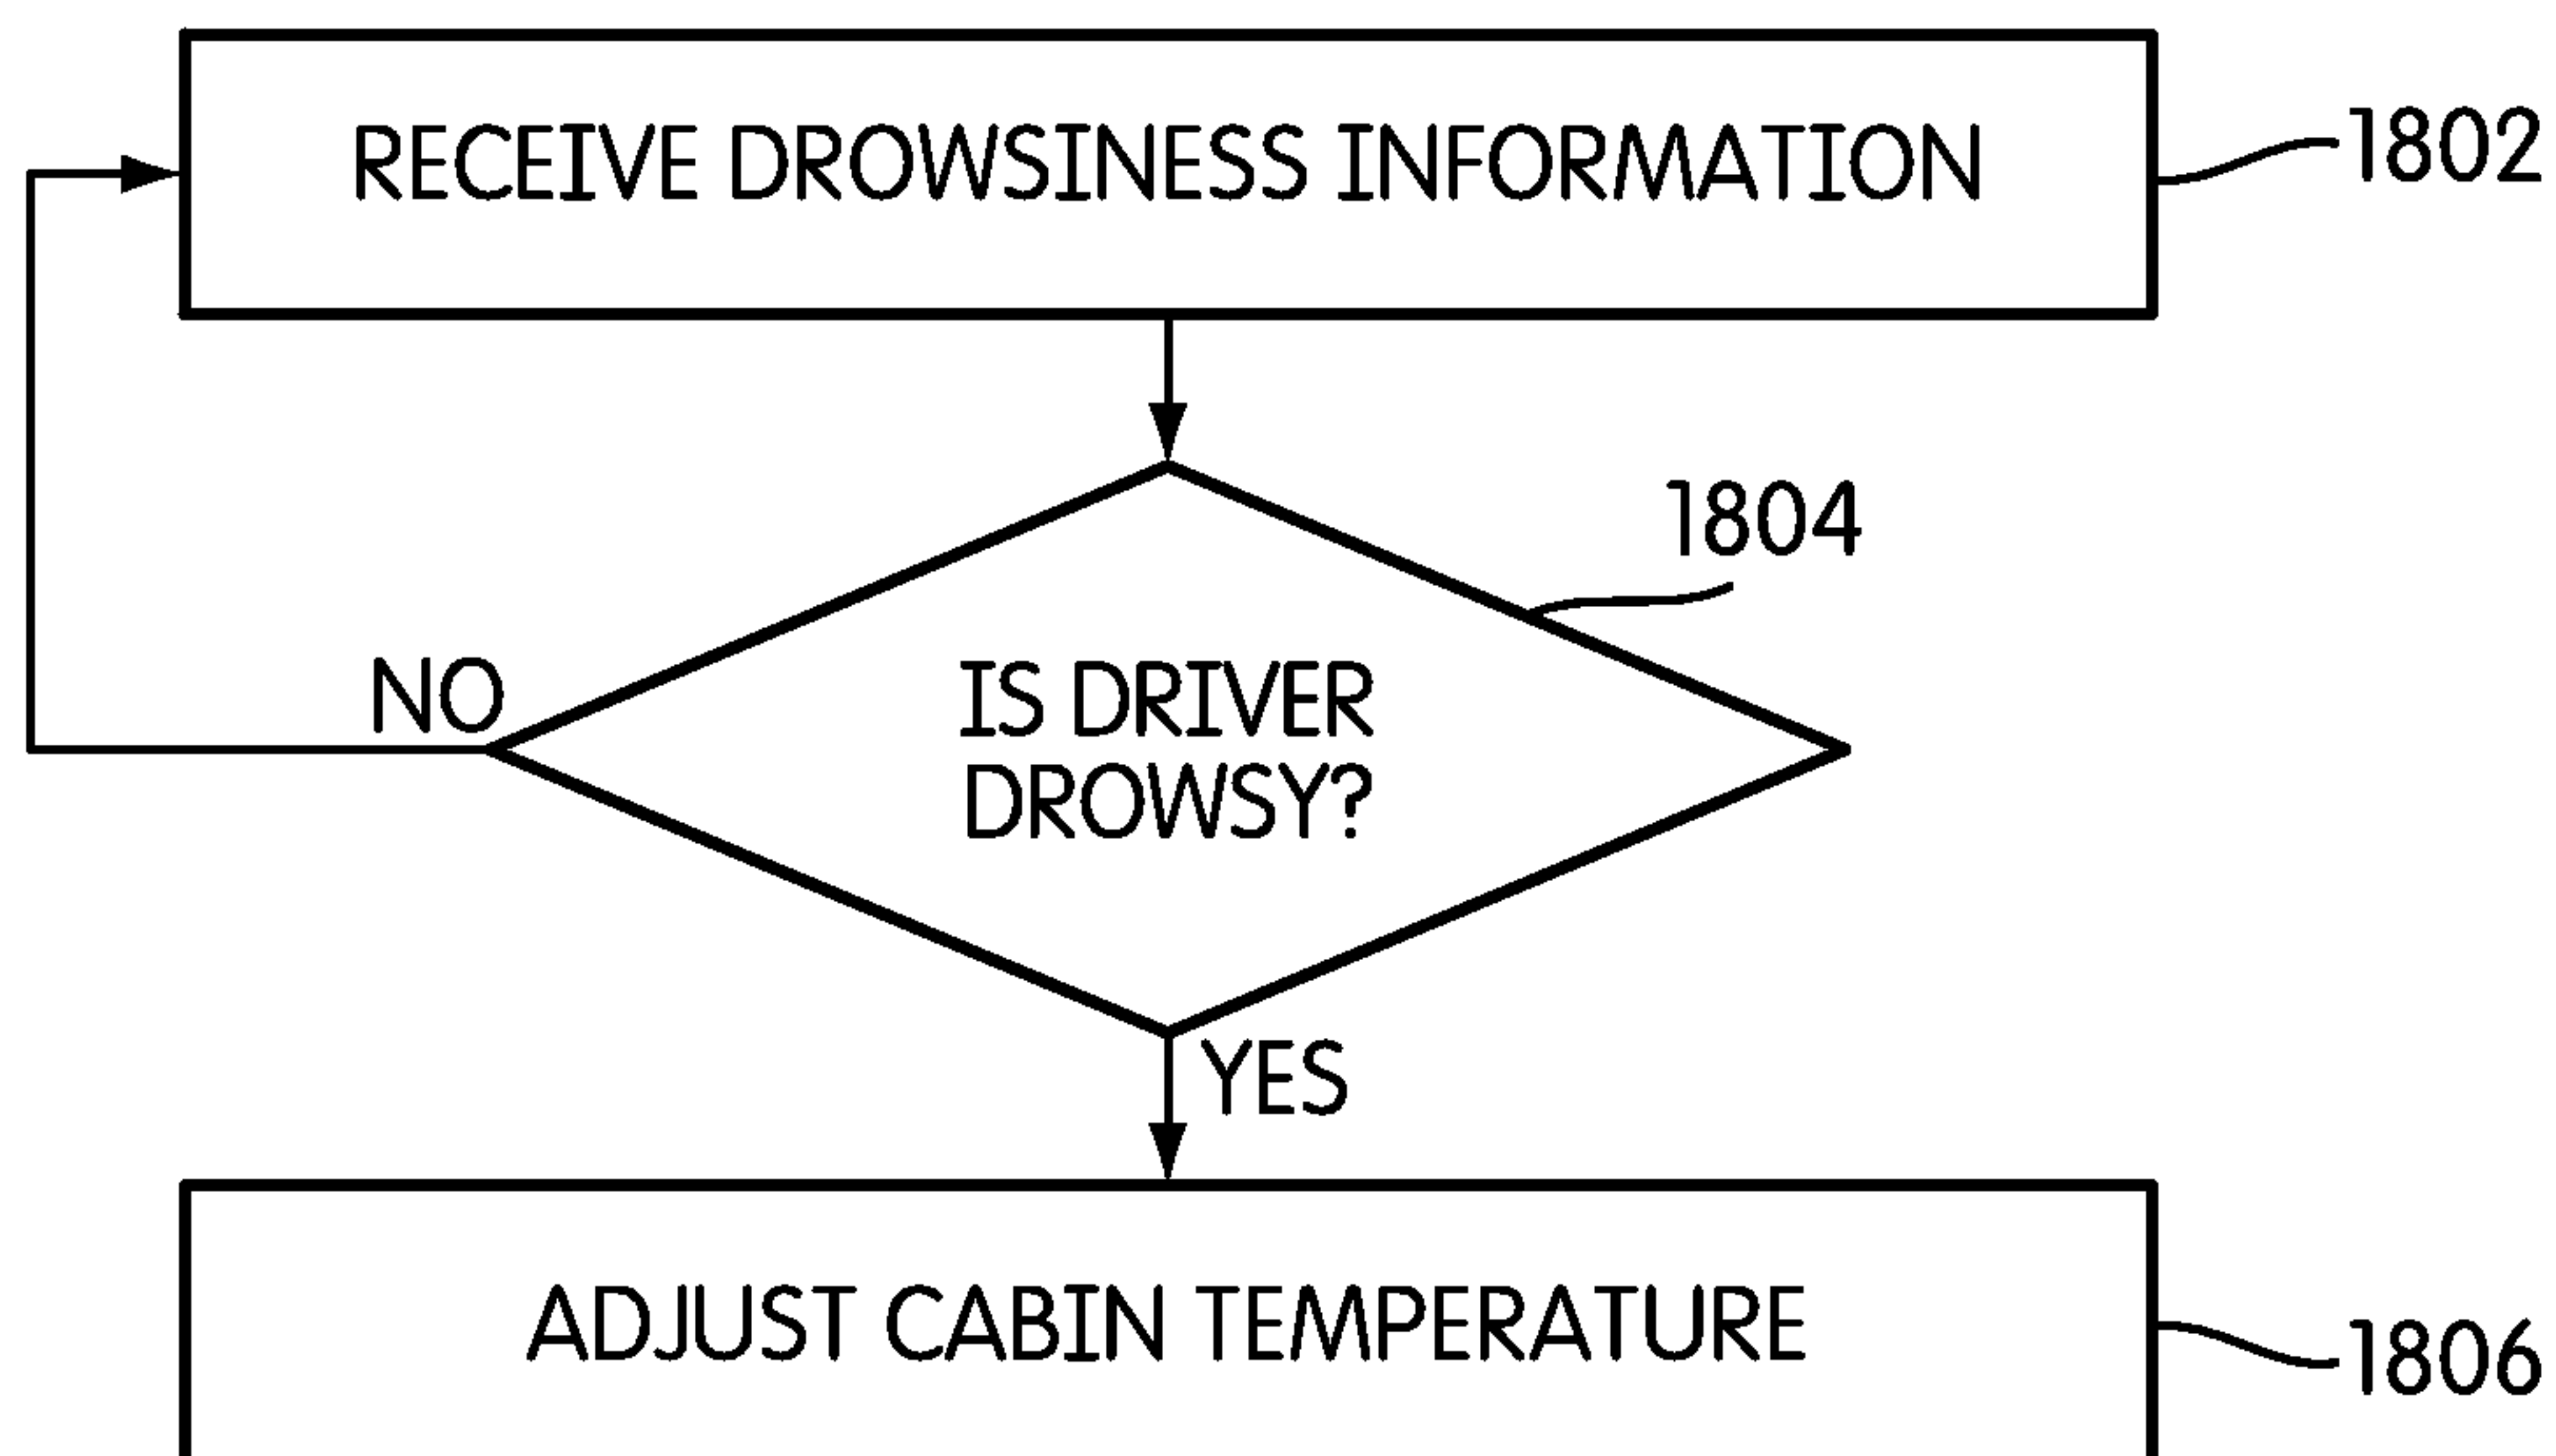 RECEIVE DROWSINESS INFORMATION
1802
1804
NO
IS DRIVER
DROWSY?
YES
ADJUST CABIN TEMPERATURE
1806